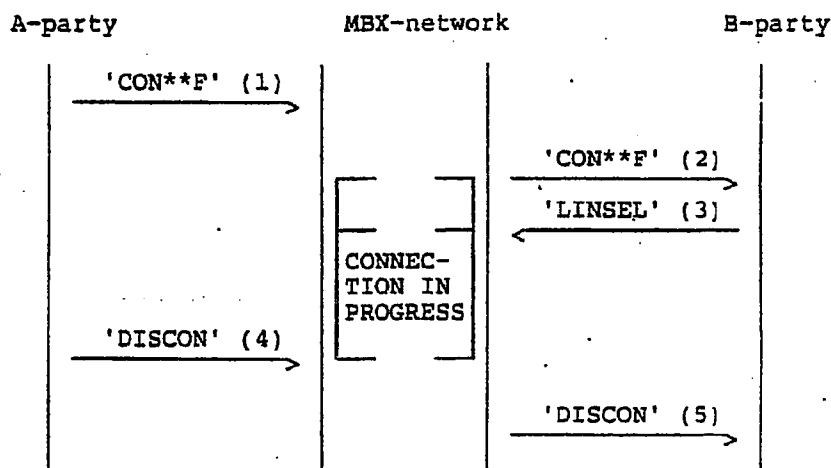 A-party MBX-network B-party
'CON**F' (1)
'CON**F' (2)
'LINSEL' (3)
CONNEC-
TION IN
PROGRESS
'DISCON' (4)
'DISCON' (5)